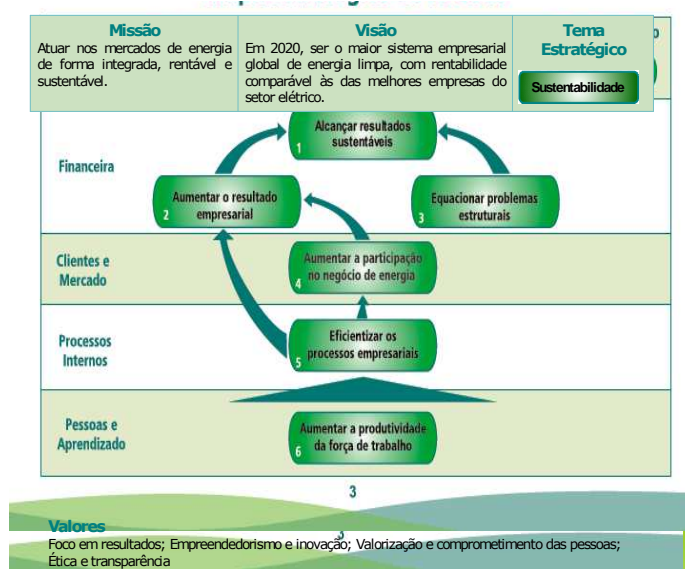 Missão
Atuar nos mercados de energia
de forma integrada, rentável e
sustentável.
Visão
Em 2020, ser o maior sistema empresarial
global de energia limpa, com rentabilidade
comparável às das melhores empresas do
setor elétrico.
Tema
Estratégico
Sustentabilidade
Financeira
Alcançar resultados
sustentáveis
1
Aumentar o resultado
empresarial
2
Equacionar problemas
estruturais
3
Clientes e
Mercado
Aumentar a participação
no negócio de energia
4
Processos
Internos
Eficientizar os
processos empresariais
5
Pessoas e
Aprendizado
Aumentar a produtividade
da força de trabalho
6
3
Valores
Foco em resultados; Empreendedorismo e inovação; Valorização e comprometimento das pessoas;
Ética e transparência